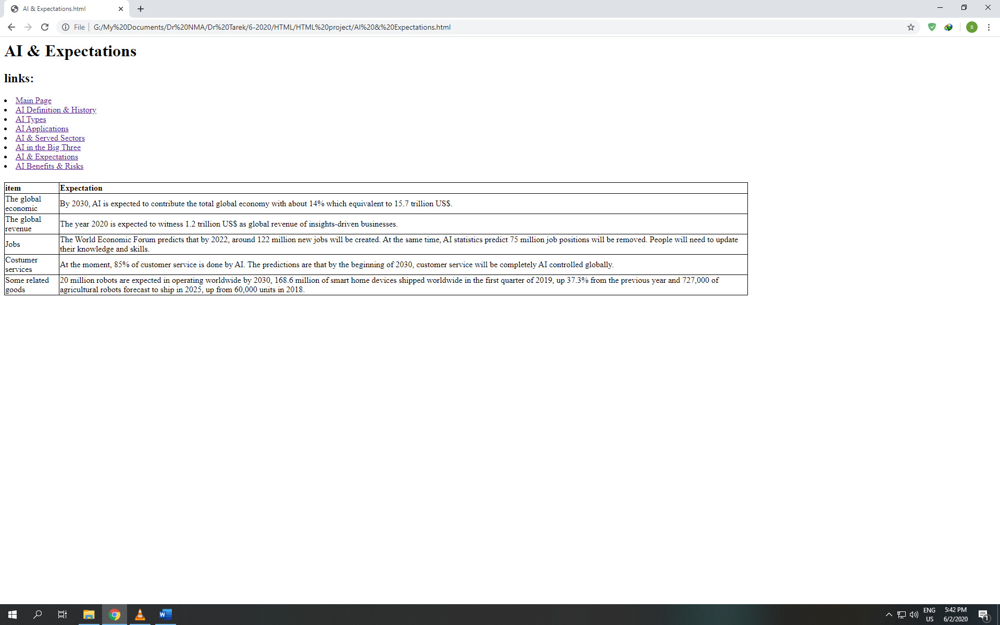 AI & Expectations.html
File
G:/My%20Documents/Dr%20NMA/Dr%20Tarek/6-2020/HTML/HTML%20project/AI%20&%20Expectations.html
S
AI & Expectations
links:
Main Page
AI Definition & History
AI Types
AI Applications
AI & Served Sectors
AI in the Big Three
AI & Expectations
AI Benefits & Risks
item Expectation
The global
economic
By 2030, AI is expected to contribute the total global economy with about 14% which equivalent to 15.7 trillion US$.
The global
revenue
The year 2020 is expected to witness 1.2 trillion US$ as global revenue of insights-driven businesses.
Jobs
The World Economic Forum predicts that by 2022, around 122 million new jobs will be created. At the same time, AI statistics predict 75 million job positions will be removed. People will need to update
their knowledge and skills.
Costumer
services
At the moment, 85% of customer service is done by AI. The predictions are that by the beginning of 2030, customer service will be completely AI controlled globally.
Some related
goods
20 million robots are expected in operating worldwide by 2030, 168.6 million of smart home devices shipped worldwide in the first quarter of 2019, up 37.3% from the previous year and 727,000 of
agricultural robots forecast to ship in 2025, up from 60,000 units in 2018.
W
ENG
US
5:42 PM
6/2/2020
1